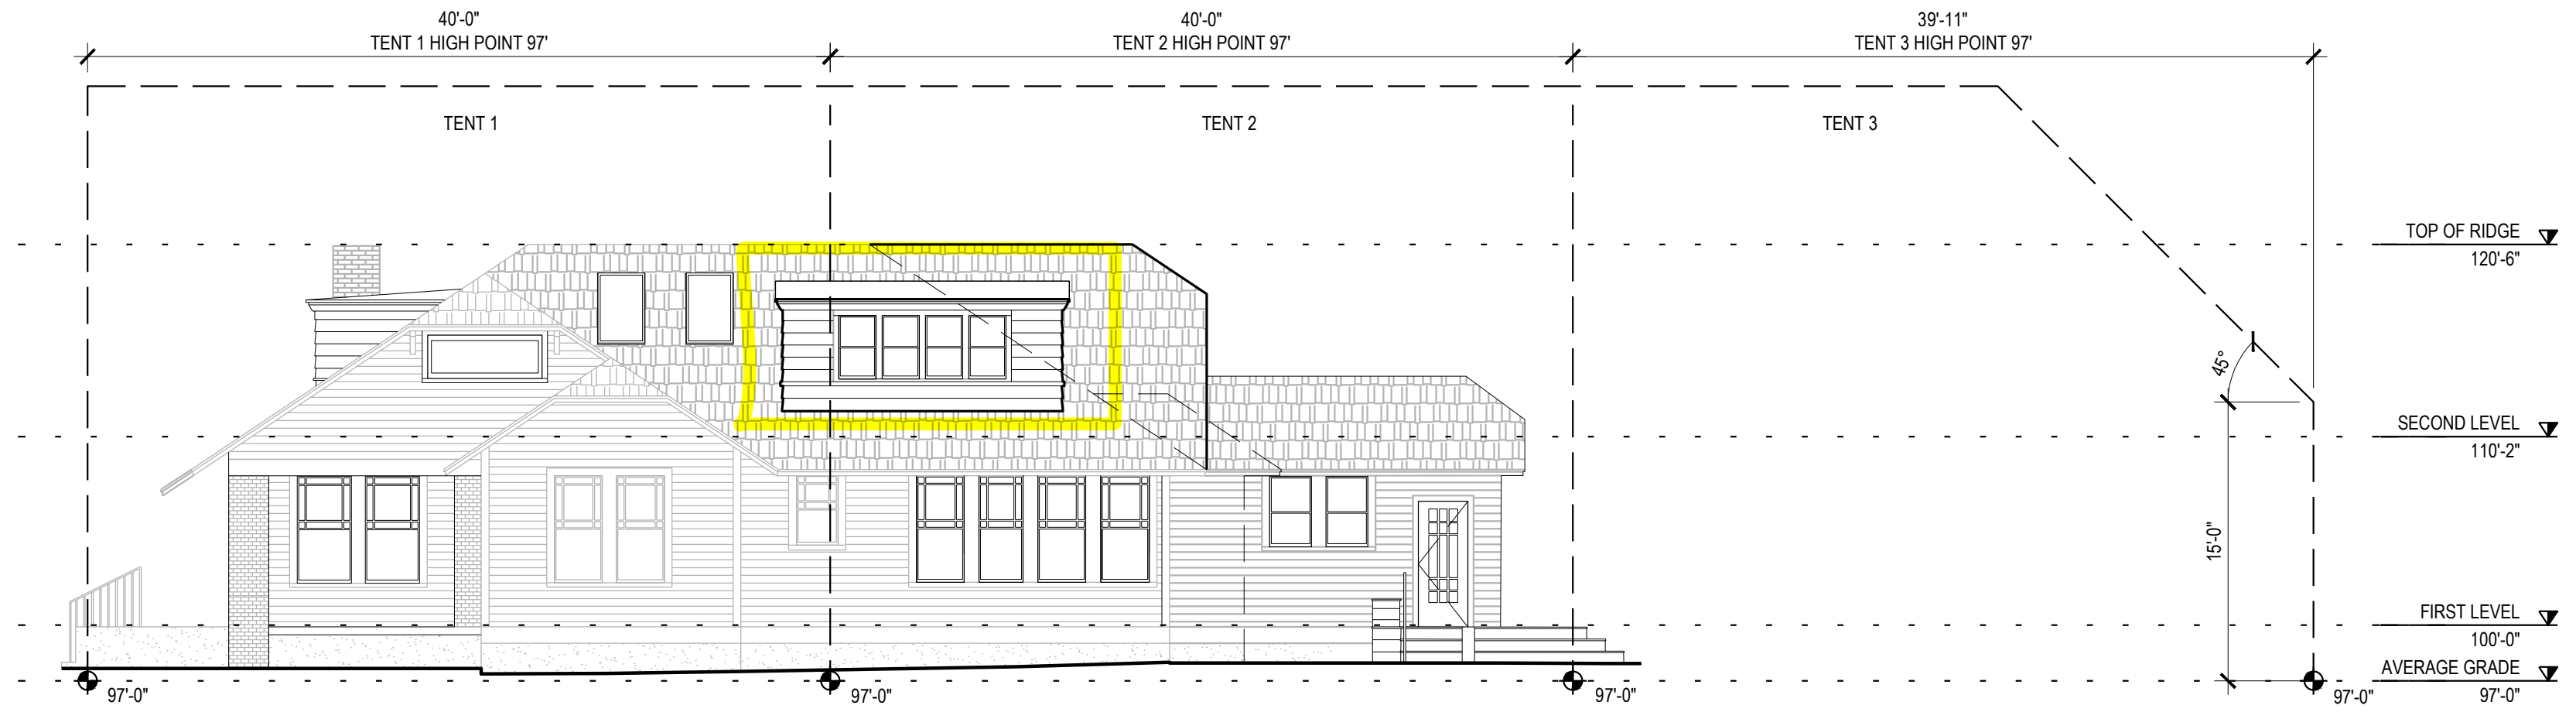 40'-0"
TENT 1 HIGH POINT 97'
40'-0"
TENT 2 HIGH POINT 97'
39'-11"
TENT 3 HIGH POINT 97'
TENT 1
TENT 2
TENT 3
TOP OF RIDGE
120'-6"
45°
SECOND LEVEL
110'-2"
15'-0"
FIRST LEVEL
100'-0"
AVERAGE GRADE
97'-0"
97'-0"
97'-0"
97'-0"
97'-0"